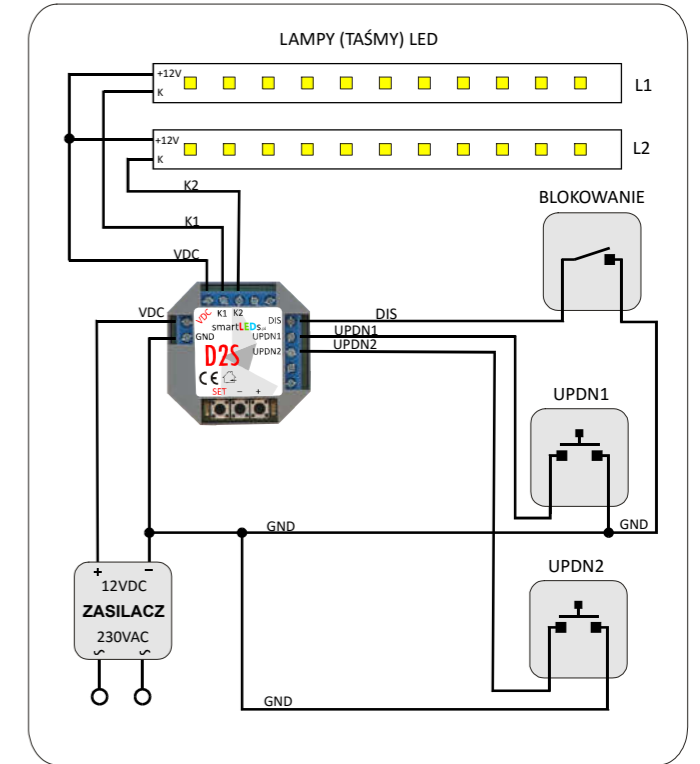 LAMPY (TAŚMY) LED
+12V
K
L1
+12V
K
L2
K2
K1
VDC
BLOKOWANIE
VDC
VDC K1 K2
smartLEDs
DIS
GND
UPDN1
D2S
UPDN2
CE
SET - +
DIS
UPDN1
UPDN2
UPDN1
GND
GND
UPDN2
+ -
12VDC
ZASILACZ
230VAC
~ ~
GND